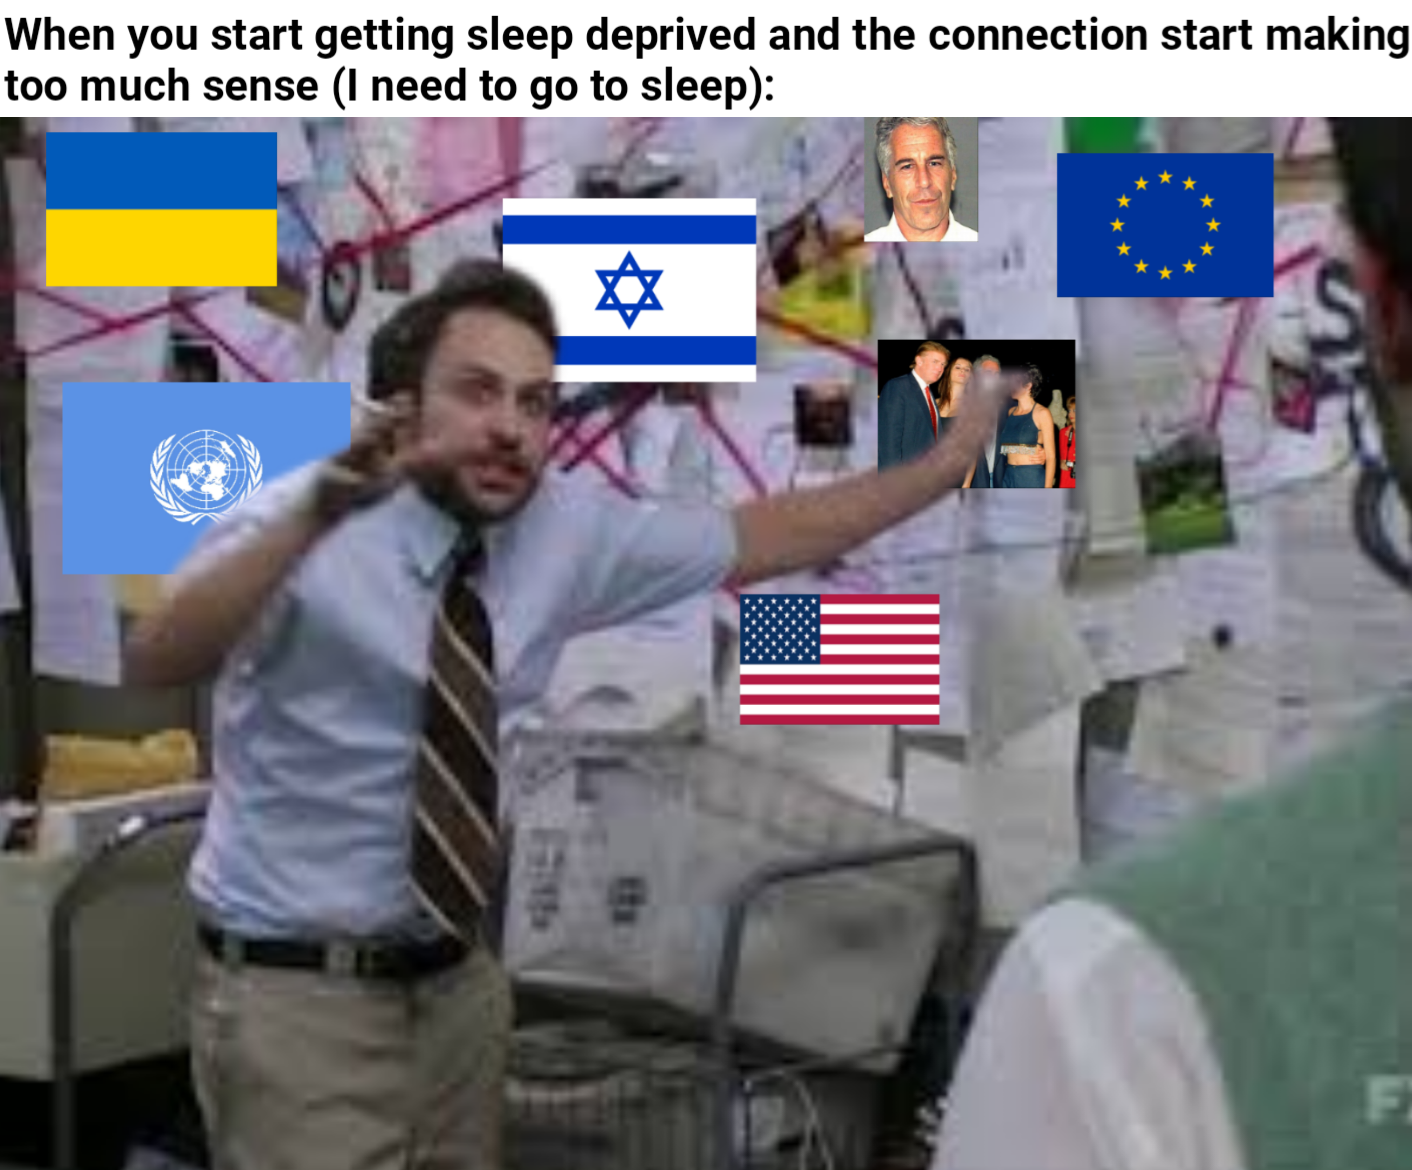 When you start getting sleep deprived and the connection start making
too much sense (I need to go to sleep):